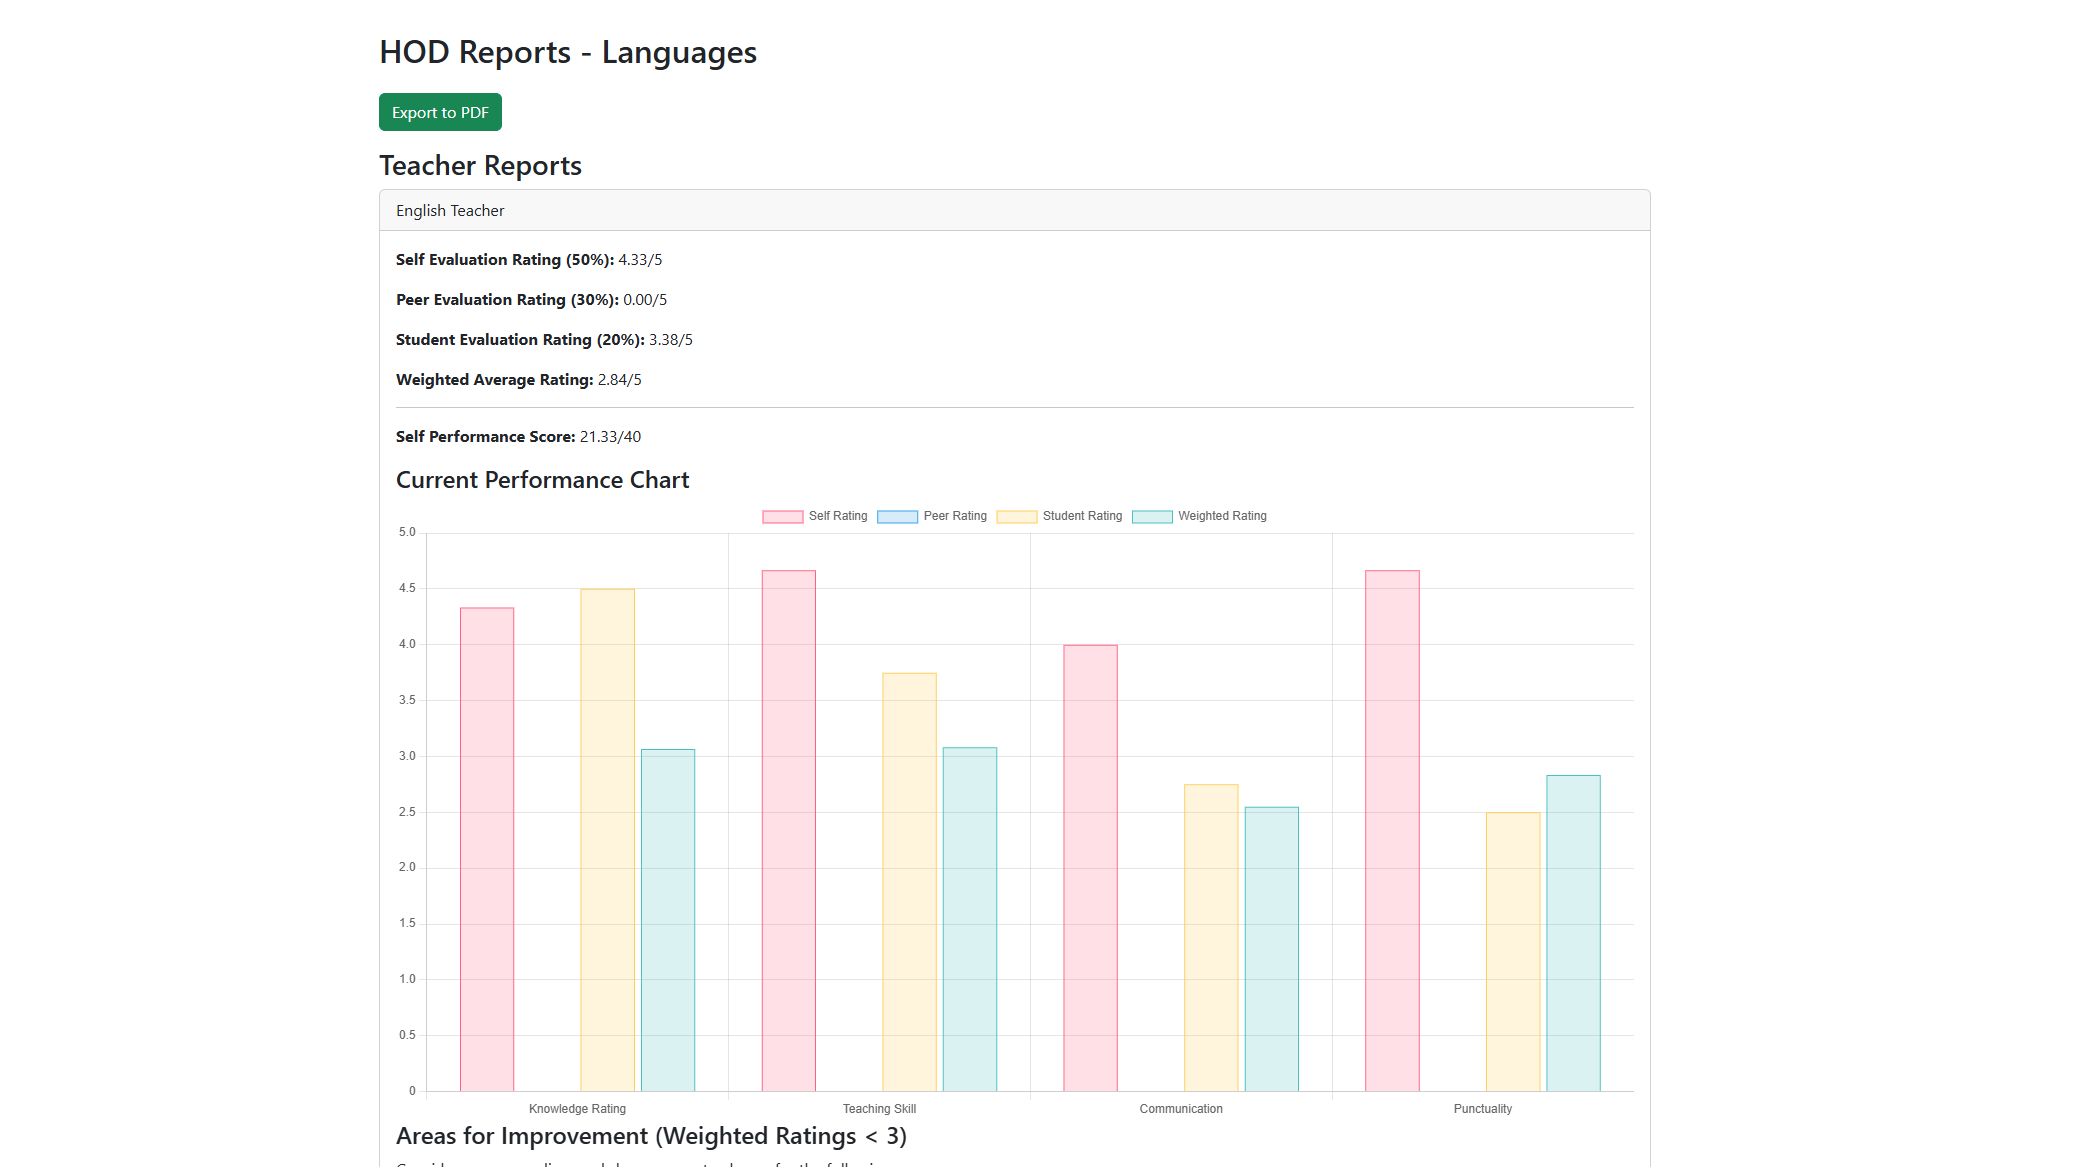 HOD Reports - Languages
Export to PDF
Teacher Reports
English Teacher
Self Evaluation Rating (50%): 4.33/5
Peer Evaluation Rating (30%): 0.00/5
Student Evaluation Rating (20%): 3.38/5
Weighted Average Rating: 2.84/5
Self Performance Score: 21.33/40
Current Performance Chart
Self Rating Peer Rating Student Rating Weighted Rating
5.0
4.5
4.0
3.5
3.0
2.5
2.0
1.5
1.0
0.5
0
Knowledge Rating Teaching Skill Communication Punctuality
Areas for Improvement (Weighted Ratings < 3)